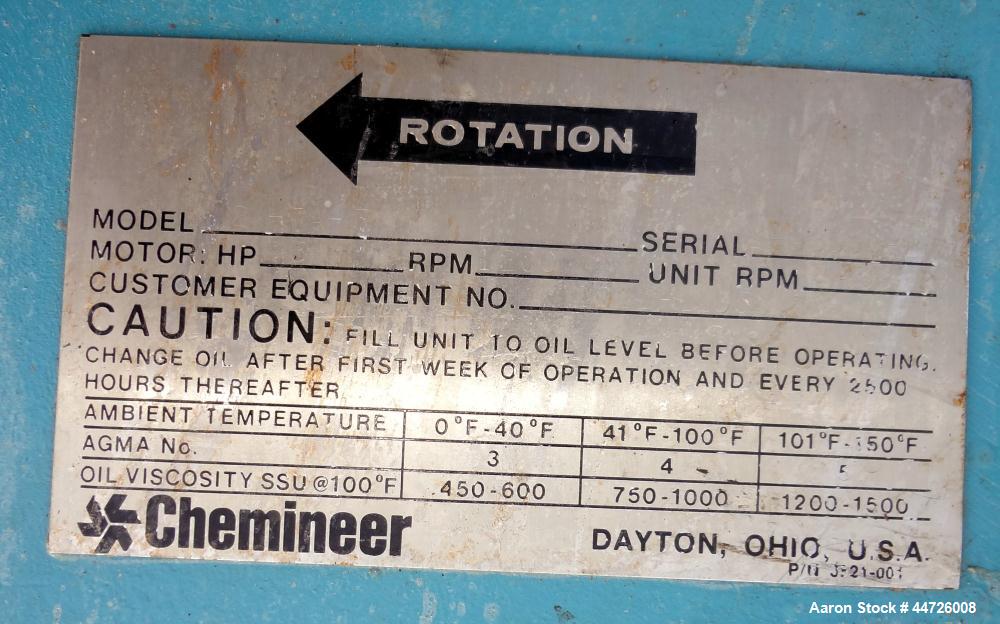 ROTATION
MODEL SERIAL
MOTOR: HP RPM UNIT RPM
CUSTOMER EQUIPMENT NO.
CAUTION: FILL UNIT TO OIL LEVEL BEFORE OPERATING.
CHANGE OIL AFTER FIRST WEEK OF OPERATION AND EVERY 2500
HOURS THEREAFTER
AMBIENT TEMPERATURE 0°F-40°F 41°F-100°F 101°F-150°F
AGMA No. 3 4
OIL VISCOSITY SSU @100°F 450-600 750-1000 1200-1500
Chemineer DAYTON, OHIO, U.S.A.
P/N
Aaron Stock # 44726008